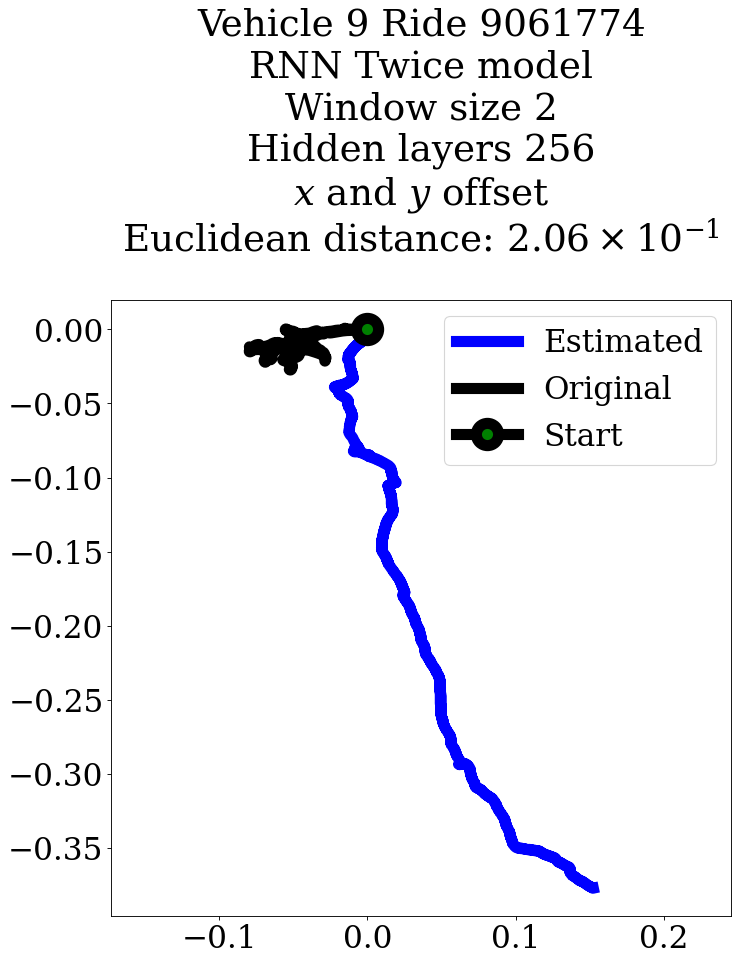 Vehicle 9 Ride 9061774
RNN Twice model
Window size 2
Hidden layers 256
x and y offset
Euclidean distance: 2.06 × 10⁻¹
Estimated
Original
Start
0.00
−0.05
−0.10
−0.15
−0.20
−0.25
−0.30
−0.35
−0.1
0.0
0.1
0.2